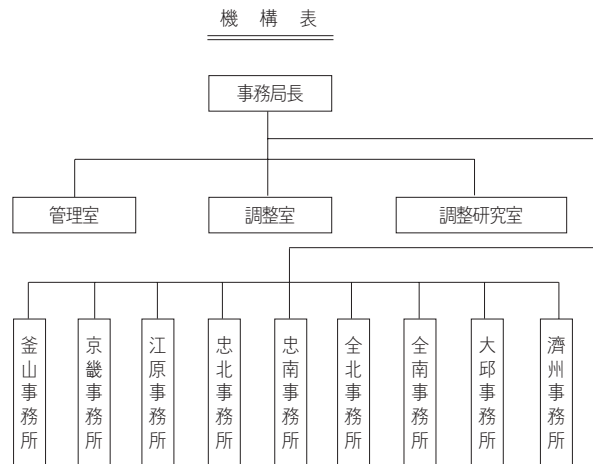 機 構 表
事務局長
管理室
調整室
調整研究室
釜山事務所
京畿事務所
江原事務所
忠北事務所
忠南事務所
全北事務所
全南事務所
大邱事務所
濟州事務所